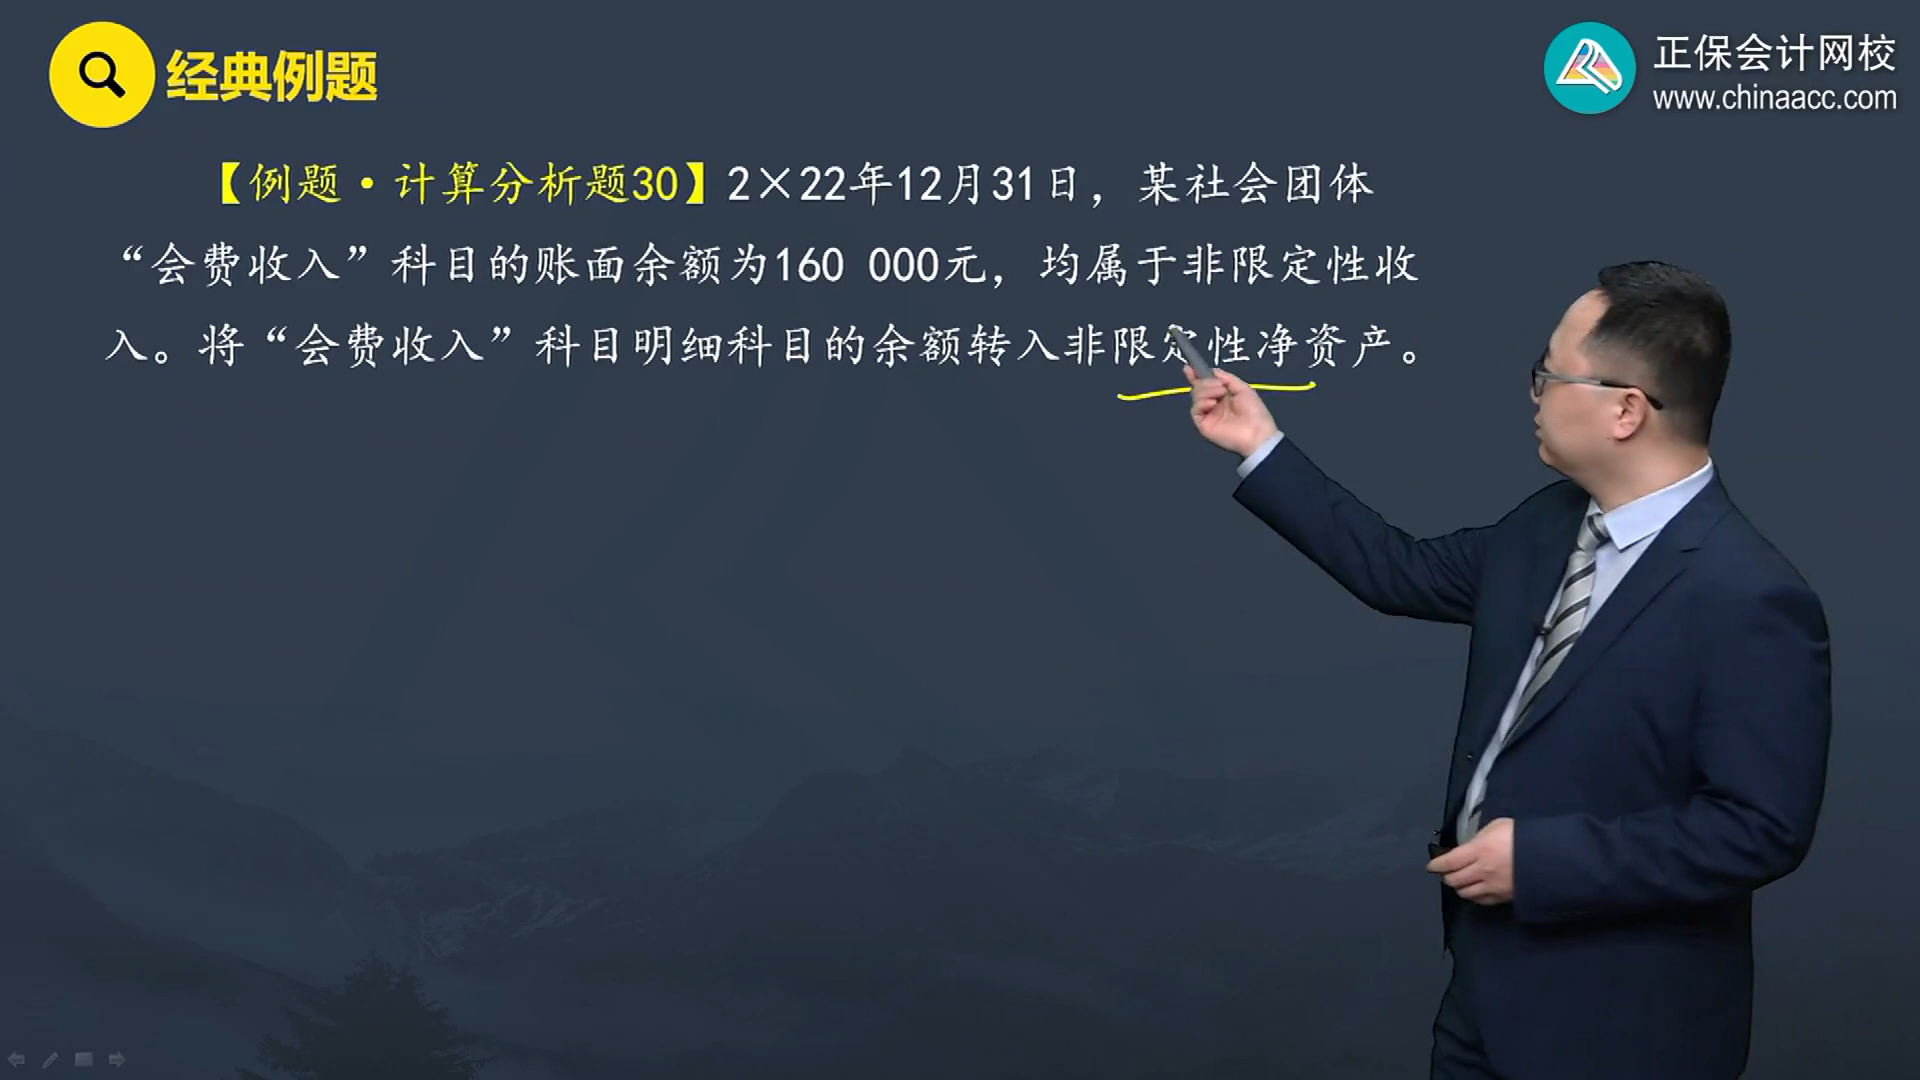 经典例题
正保会计网校
www.chinaacc.com
【例题·计算分析题30】2×22年12月31日，某社会团体
“会费收入”科目的账面余额为160 000元，均属于非限定性收
入。将“会费收入”科目明细科目的余额转入非限定性净资产。